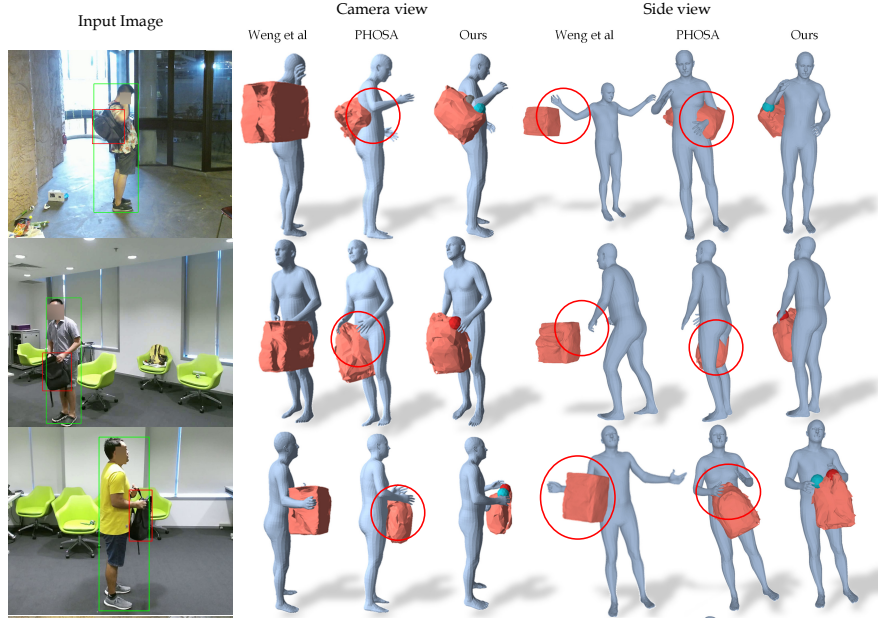 Input Image
Camera view
Side view
Weng et al
PHOSA
Ours
Weng et al
PHOSA
Ours